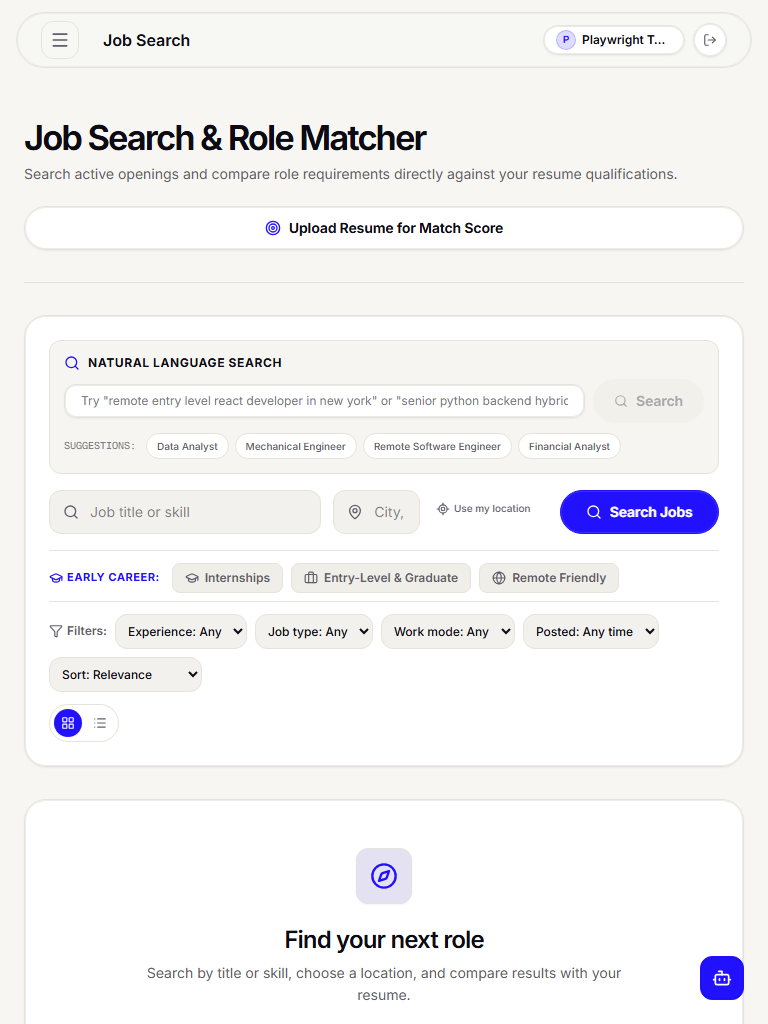 Job Search
P
Playwright T...
Job Search & Role Matcher
Search active openings and compare role requirements directly against your resume qualifications.
Upload Resume for Match Score
NATURAL LANGUAGE SEARCH
Try "remote entry level react developer in new york" or "senior python backend hybric
Search
SUGGESTIONS:
Data Analyst
Mechanical Engineer
Remote Software Engineer
Financial Analyst
Job title or skill
City,
Use my location
Search Jobs
EARLY CAREER:
Internships
Entry-Level & Graduate
Remote Friendly
Filters:
Experience: Any
Job type: Any
Work mode: Any
Posted: Any time
Sort: Relevance
Find your next role
Search by title or skill, choose a location, and compare results with your
resume.